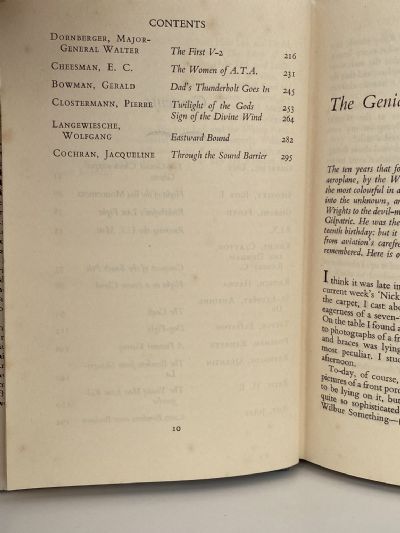 CONTENTS
DORNBERGER, MAJOR-
GENERAL WALTER The First V-2 216
CHEESMAN, E. C. The Women of A.T.A. 231
BOWMAN, GERALD Dad's Thunderbolt Goes In 245
CLOSTERMANN, PIERRE Twilight of the Gods 253
Sign of the Divine Wind 264
LANGEWIESCHE,
WOLFGANG Eastward Bound 282
COCHRAN, JACQUELINE Through the Sound Barrier 295
10
The
The ten years that fo
aeroplane, by the W
the most colourful in a
into the unknown, an
Wrights to the devil-m
Gilpatric. He was the
teenth birthday: but it
from aviation's carefre
remembered. Here is o
I think it was late in
current week's 'Nick
the carpet, I cast abo
eagerness of a seven-
On the table I found a
to photographs of a f
and braces was lying
most peculiar. I stu
afternoon.
To-day, of course,
pictures of a front por
to be lying on it, but
quite so sophisticated
Wilbur Something—